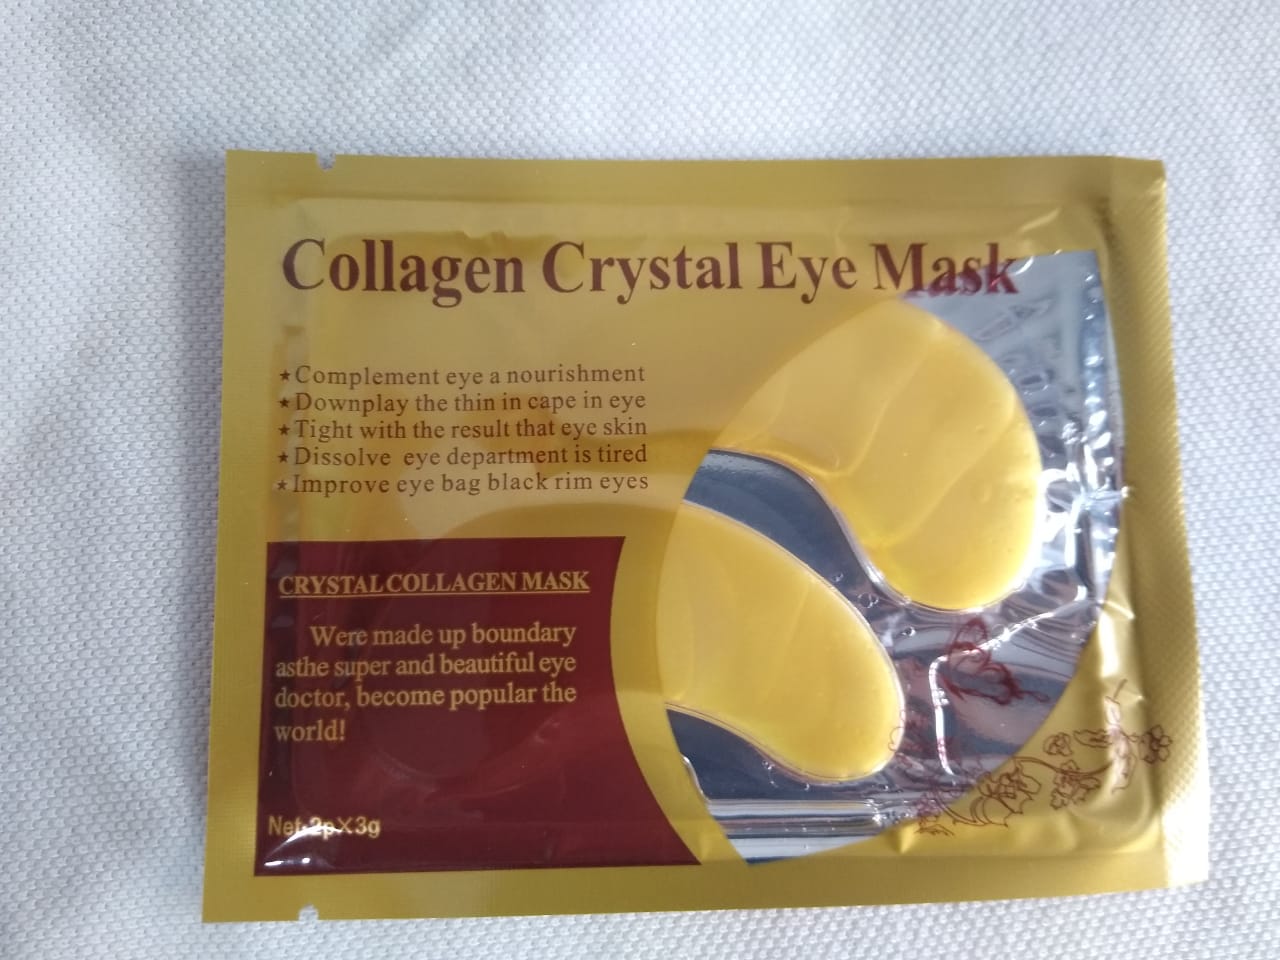 Collagen Crystal Eye Mask
★Complement eye a nourishment
★Downplay the thin in cape in eye
★Tight with the result that eye skin
★Dissolve eye department is tired
★Improve eye bag black rim eyes
CRYSTAL COLLAGEN MASK
Were made up boundary
asthe super and beautiful eye
doctor, become popular the
world!
Net:2p×3g